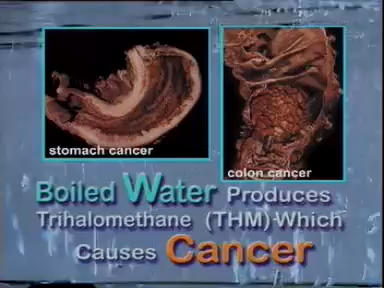 stomach cancer
colon cancer
Boiled Water Produces
Trihalomethane (THM) Which
Causes Cancer